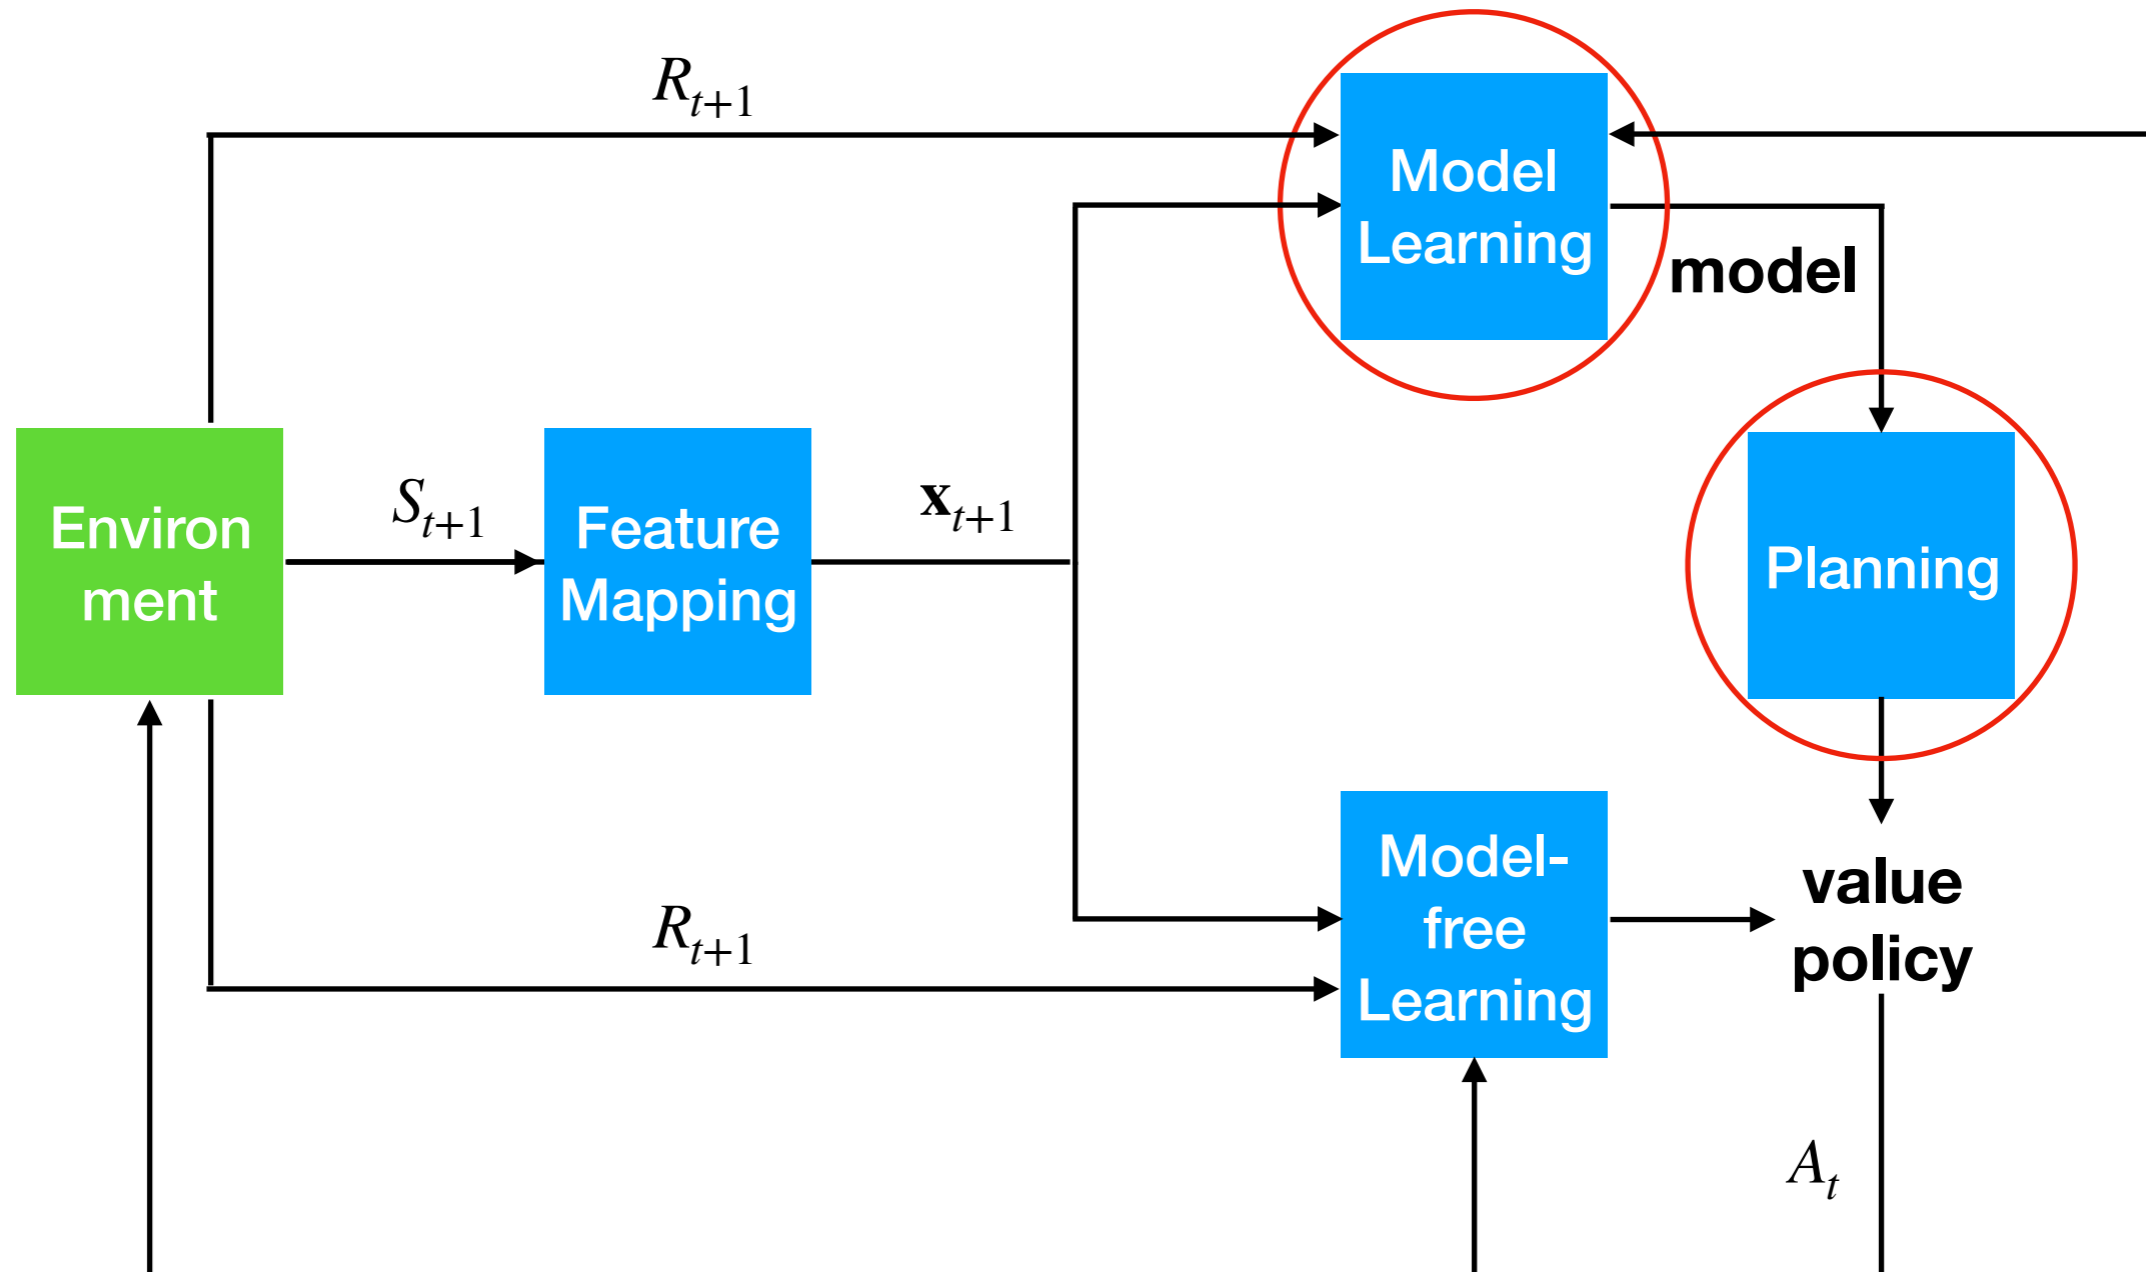 R_{t+1}
Model
Learning
model
Environ
ment
S_{t+1}
Feature
Mapping
𝐱_{t+1}
Planning
R_{t+1}
Model-
free
Learning
value
policy
A_t